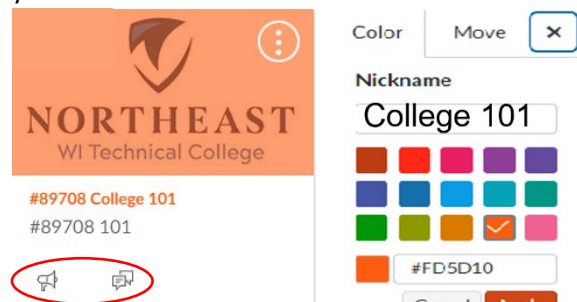 NORTHEAST
WI Technical College
#89708 College 101
#89708 101
Color Move
Nickname
College 101
#FD5D10